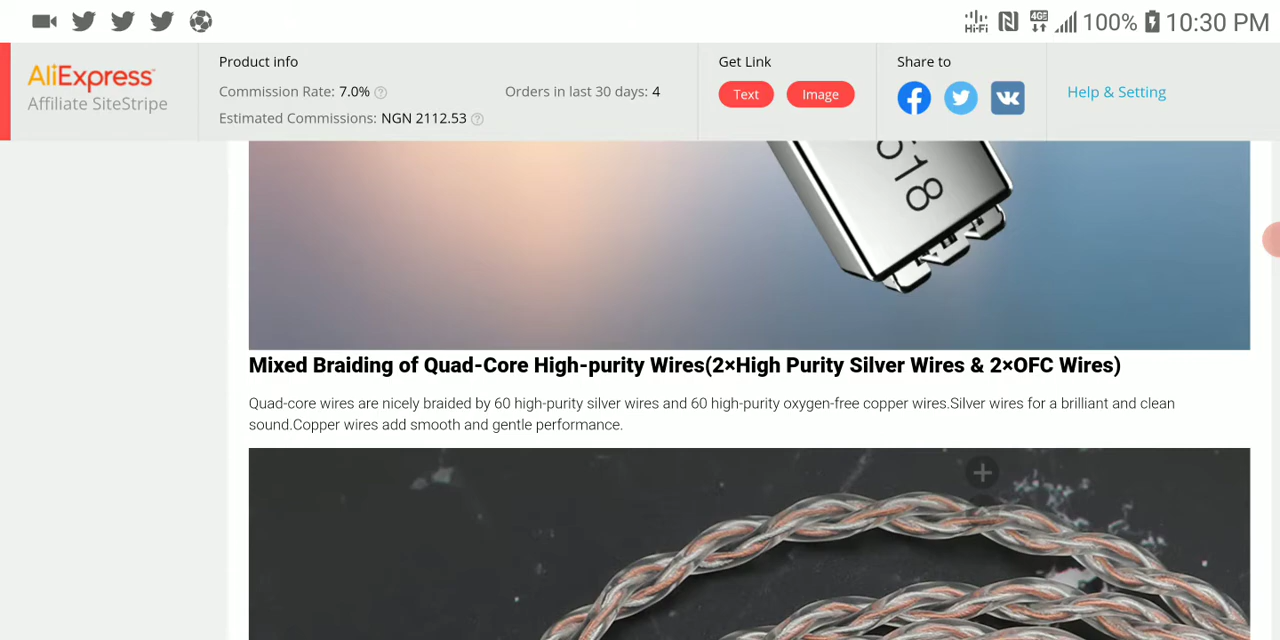 Hi-Fi
4GE
100%
10:30 PM
AliExpress
Affiliate SiteStripe
Product info
Commission Rate: 7.0% ?
Orders in last 30 days: 4
Estimated Commissions: NGN 2112.53 ?
Get Link
Text
Image
Share to
Help & Setting
018
Mixed Braiding of Quad-Core High-purity Wires(2×High Purity Silver Wires & 2×OFC Wires)
Quad-core wires are nicely braided by 60 high-purity silver wires and 60 high-purity oxygen-free copper wires.Silver wires for a brilliant and clean
sound.Copper wires add smooth and gentle performance.